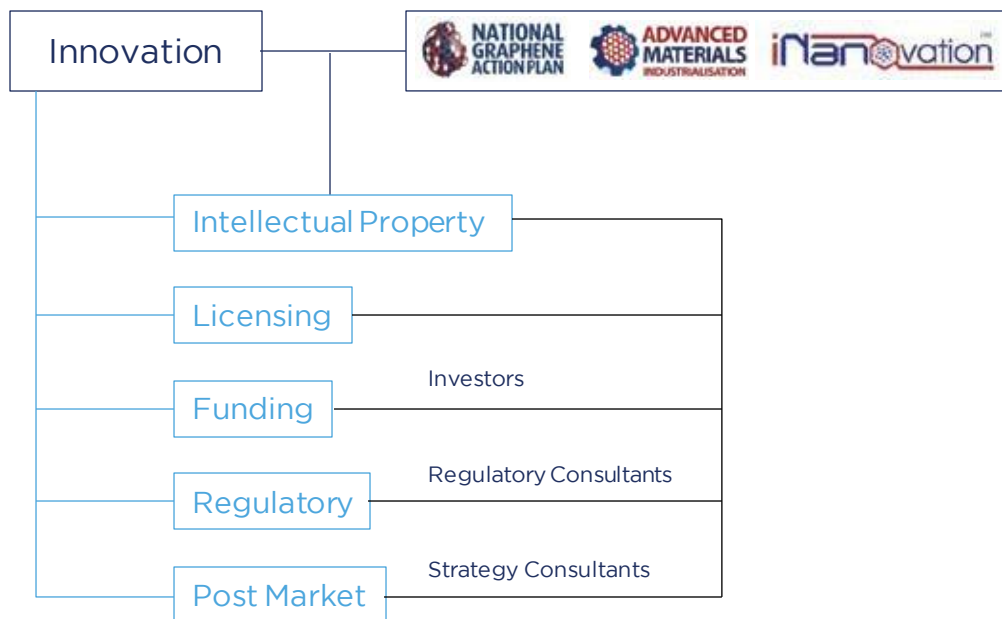 Innovation
NATIONAL
GRAPHENE
ACTION PLAN
ADVANCED
MATERIALS
INDUSTRIALISATION
iNanovation
Intellectual Property
Licensing
Investors
Funding
Regulatory Consultants
Regulatory
Strategy Consultants
Post Market